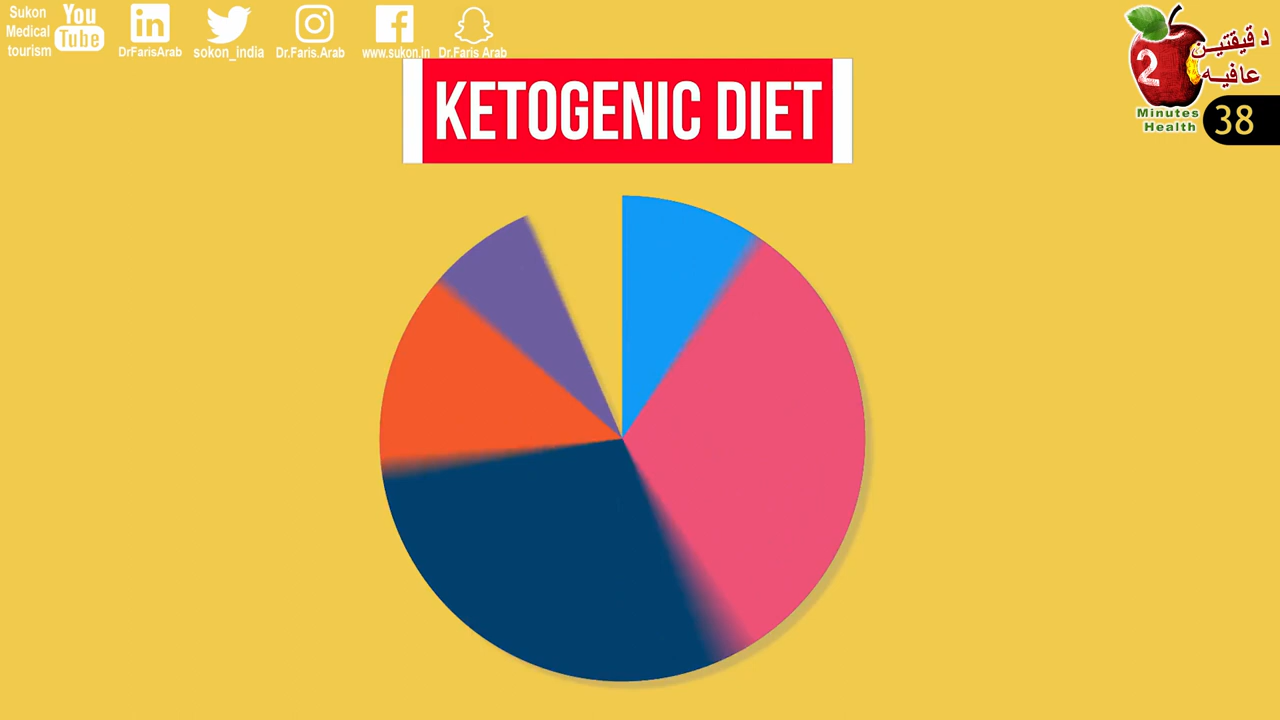 Sukon
Medical
tourism
You
Tube
DrFarisArab
sokon_india
Dr.Faris.Arab
www.sukon.in
Dr.Faris Arab
KETOGENIC DIET
دقيقتين
عافيه
2
Minutes
Health
38